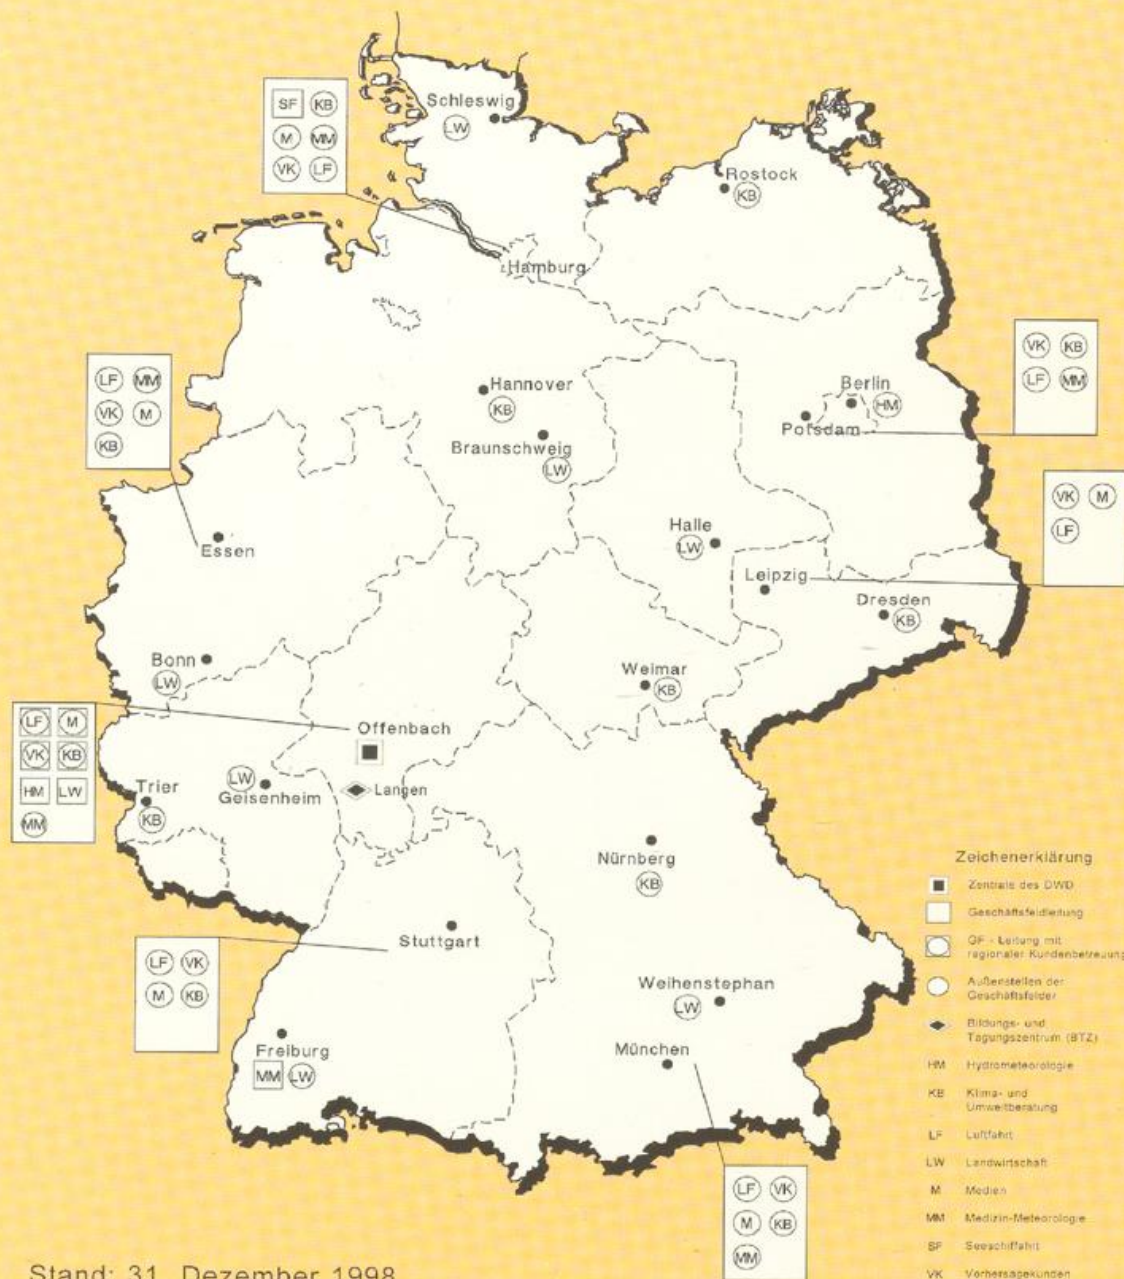 SF KB
M MM
VK LF
Schleswig
LW
Rostock
KB
Hamburg
LF MM
VK M
KB
Hannover
KB
Braunschweig
LW
Berlin
HM
Potsdam
VK KB
LF MM
VK M
LF
Essen
Halle
LW
Leipzig
Dresden
KB
Bonn
LW
Weimar
KB
LF M
VK KB
HM LW
MM
Offenbach
Langen
Trier
KB
LW
Geisenheim
Nürnberg
KB
Stuttgart
LF VK
M KB
Weihenstephan
LW
München
Freiburg
MM LW
LF VK
M KB
MM
Zeichenerklärung
Zentrale des DWD
Geschäftsfeldleitung
GF - Leitung mit
regionaler Kundenbetreuung
Außenstellen der
Geschäftsfelder
Bildungs- und
Tagungszentrum (BTZ)
HM Hydrometeorologie
KB Klima- und
Umweltberatung
LF Luftfahrt
LW Landwirtschaft
M Medien
MM Medizin-Meteorologie
SF Seeschiffahrt
VK Vorhersagekunden
Stand: 31. Dezember 1998